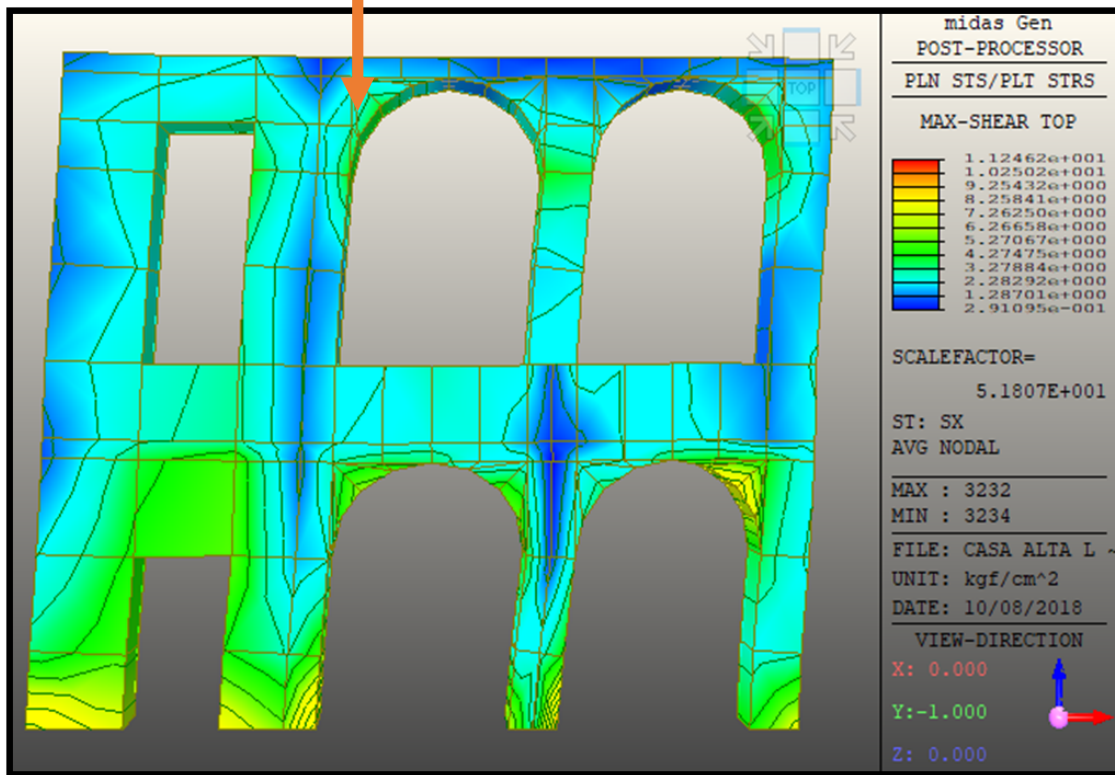 midas Gen
POST-PROCESSOR
PLN STS/PLT STRS
MAX-SHEAR TOP
1.12462e+001
1.02502e+001
9.25432e+000
8.25841e+000
7.26250e+000
6.26658e+000
5.27067e+000
4.27475e+000
3.27884e+000
2.28292e+000
1.28701e+000
2.91095e-001
SCALEFACTOR=
5.1807E+001
ST: SX
AVG NODAL
MAX : 3232
MIN : 3234
FILE: CASA ALTA L ~
UNIT: kgf/cm^2
DATE: 10/08/2018
VIEW-DIRECTION
X: 0.000
Y:-1.000
Z: 0.000
TOP